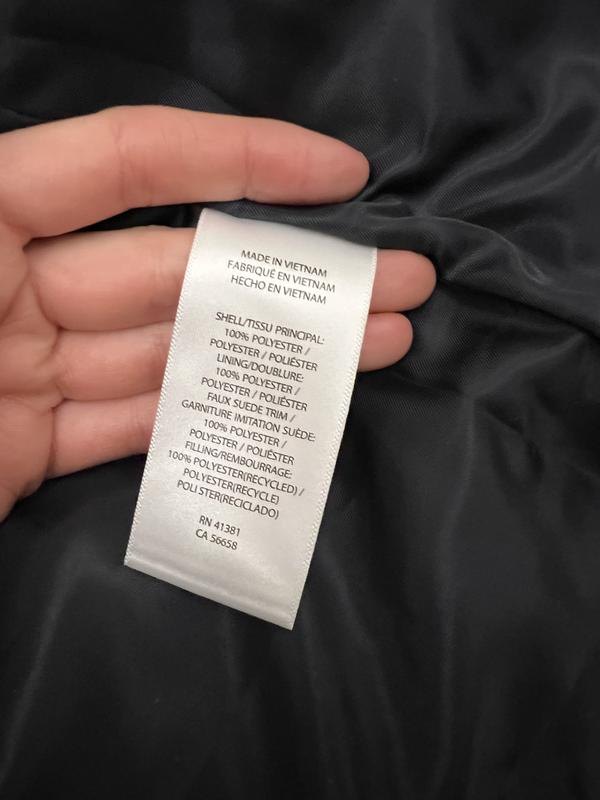 MADE IN VIETNAM
FABRIQUÉ EN VIETNAM
HECHO EN VIETNAM
SHELL/TISSU PRINCIPAL:
100% POLYESTER /
POLYESTER / POLIÉSTER
LINING/DOUBLURE:
100% POLYESTER /
POLYESTER / POLIÉSTER
FAUX SUEDE TRIM /
GARNITURE IMITATION SUÈDE:
100% POLYESTER /
POLYESTER / POLIÉSTER
FILLING/REMBOURRAGE:
100% POLYESTER(RECYCLED) /
POLYESTER(RECYCLE)
POLI STER(RECICLADO)
RN 41381
CA 56658